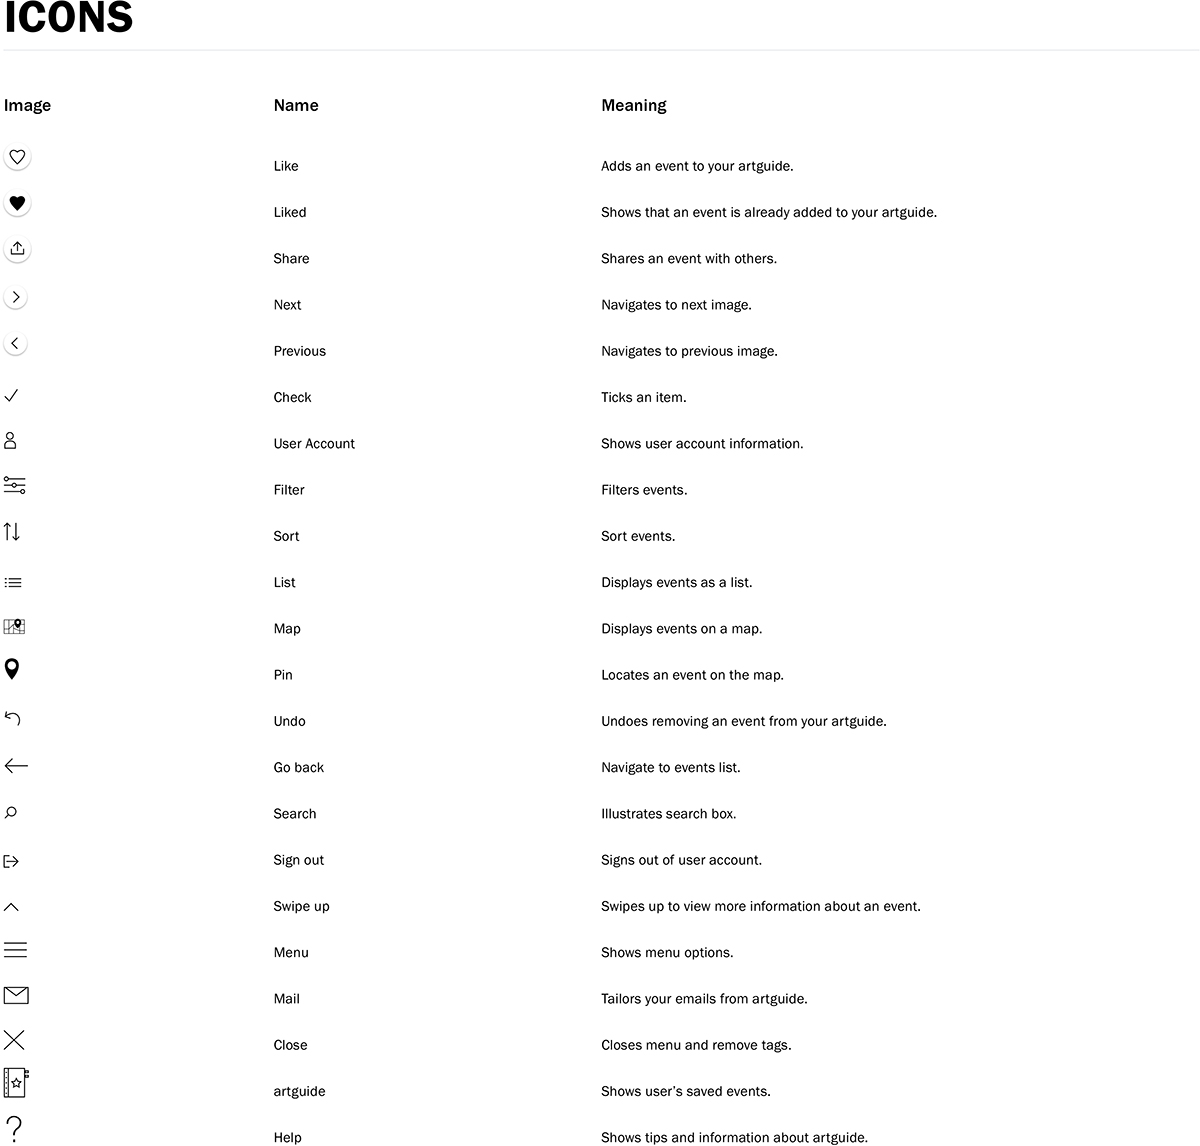 ICONS
Image Name Meaning
Like Adds an event to your artguide.
Liked Shows that an event is already added to your artguide.
Share Shares an event with others.
Next Navigates to next image.
Previous Navigates to previous image.
Check Ticks an item.
User Account Shows user account information.
Filter Filters events.
Sort Sort events.
List Displays events as a list.
Map Displays events on a map.
Pin Locates an event on the map.
Undo Undoes removing an event from your artguide.
Go back Navigate to events list.
Search Illustrates search box.
Sign out Signs out of user account.
Swipe up Swipes up to view more information about an event.
Menu Shows menu options.
Mail Tailors your emails from artguide.
Close Closes menu and remove tags.
artguide Shows user’s saved events.
Help Shows tips and information about artguide.